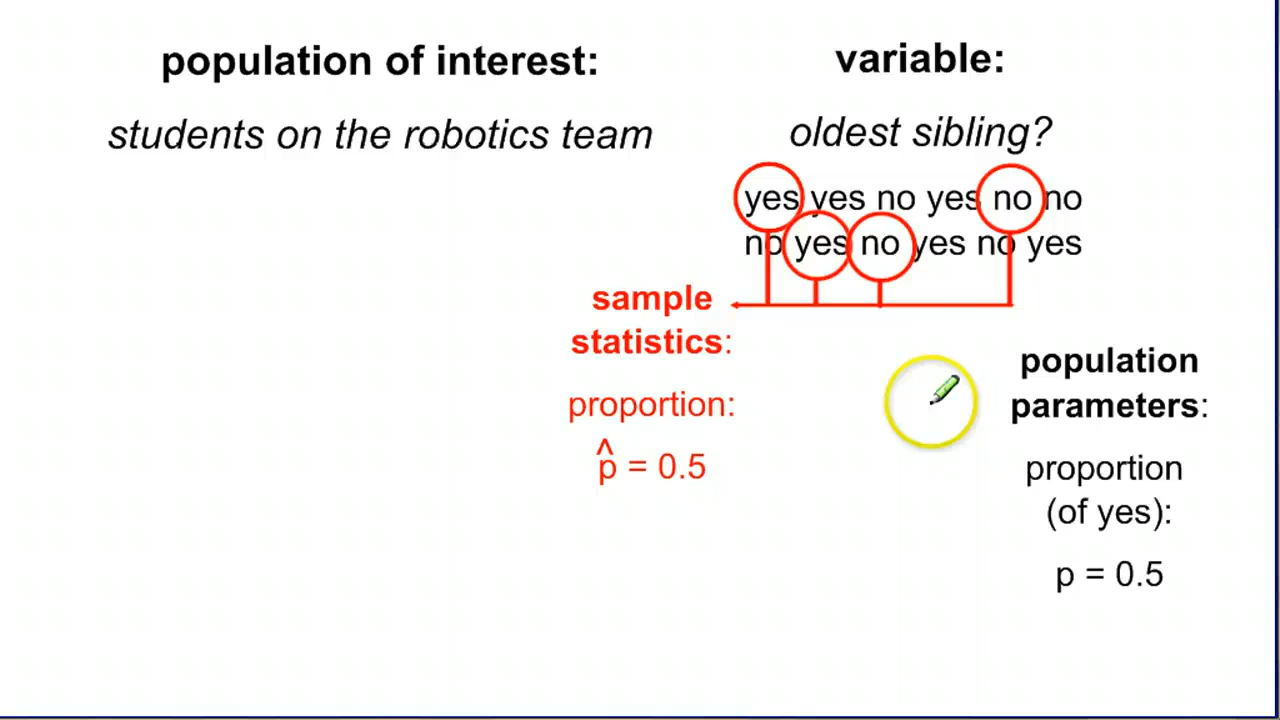 population of interest:
students on the robotics team
variable:
oldest sibling?
yes yes no yes no no
no yes no yes no yes
sample
statistics:
proportion:
p̂ = 0.5
population
parameters:
proportion
(of yes):
p = 0.5